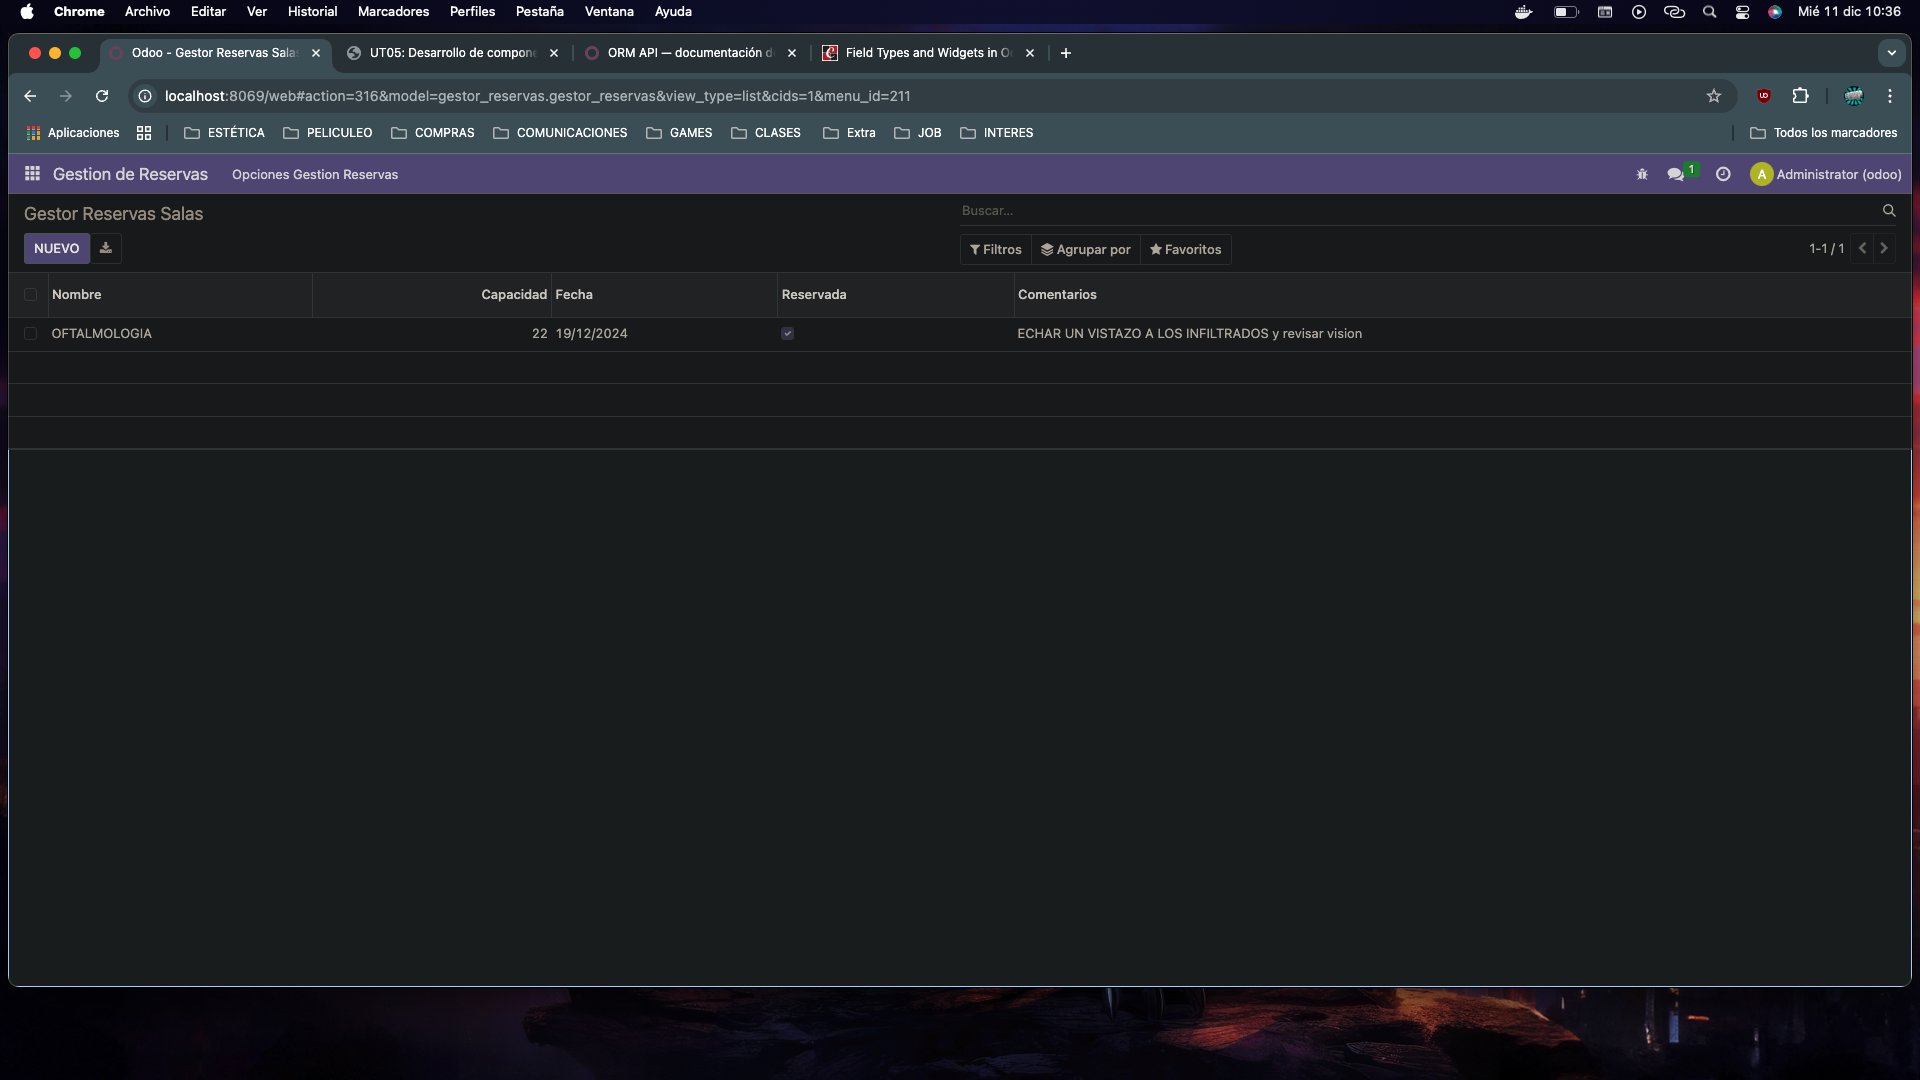 Chrome Archivo Editar Ver Historial Marcadores Perfiles Pestaña Ventana Ayuda Mié 11 dic 10:36
Odoo - Gestor Reservas Salas UT05: Desarrollo de compone ORM API — documentación d Field Types and Widgets in O
localhost:8069/web#action=316&model=gestor_reservas.gestor_reservas&view_type=list&cids=1&menu_id=211
Aplicaciones ESTÉTICA PELICULEO COMPRAS COMUNICACIONES GAMES CLASES Extra JOB INTERES Todos los marcadores
Gestion de Reservas Opciones Gestion Reservas 1 A Administrator (odoo)
Gestor Reservas Salas Buscar...
NUEVO Filtros Agrupar por Favoritos 1-1 / 1
Nombre Capacidad Fecha Reservada Comentarios
OFTALMOLOGIA 22 19/12/2024 ECHAR UN VISTAZO A LOS INFILTRADOS y revisar vision